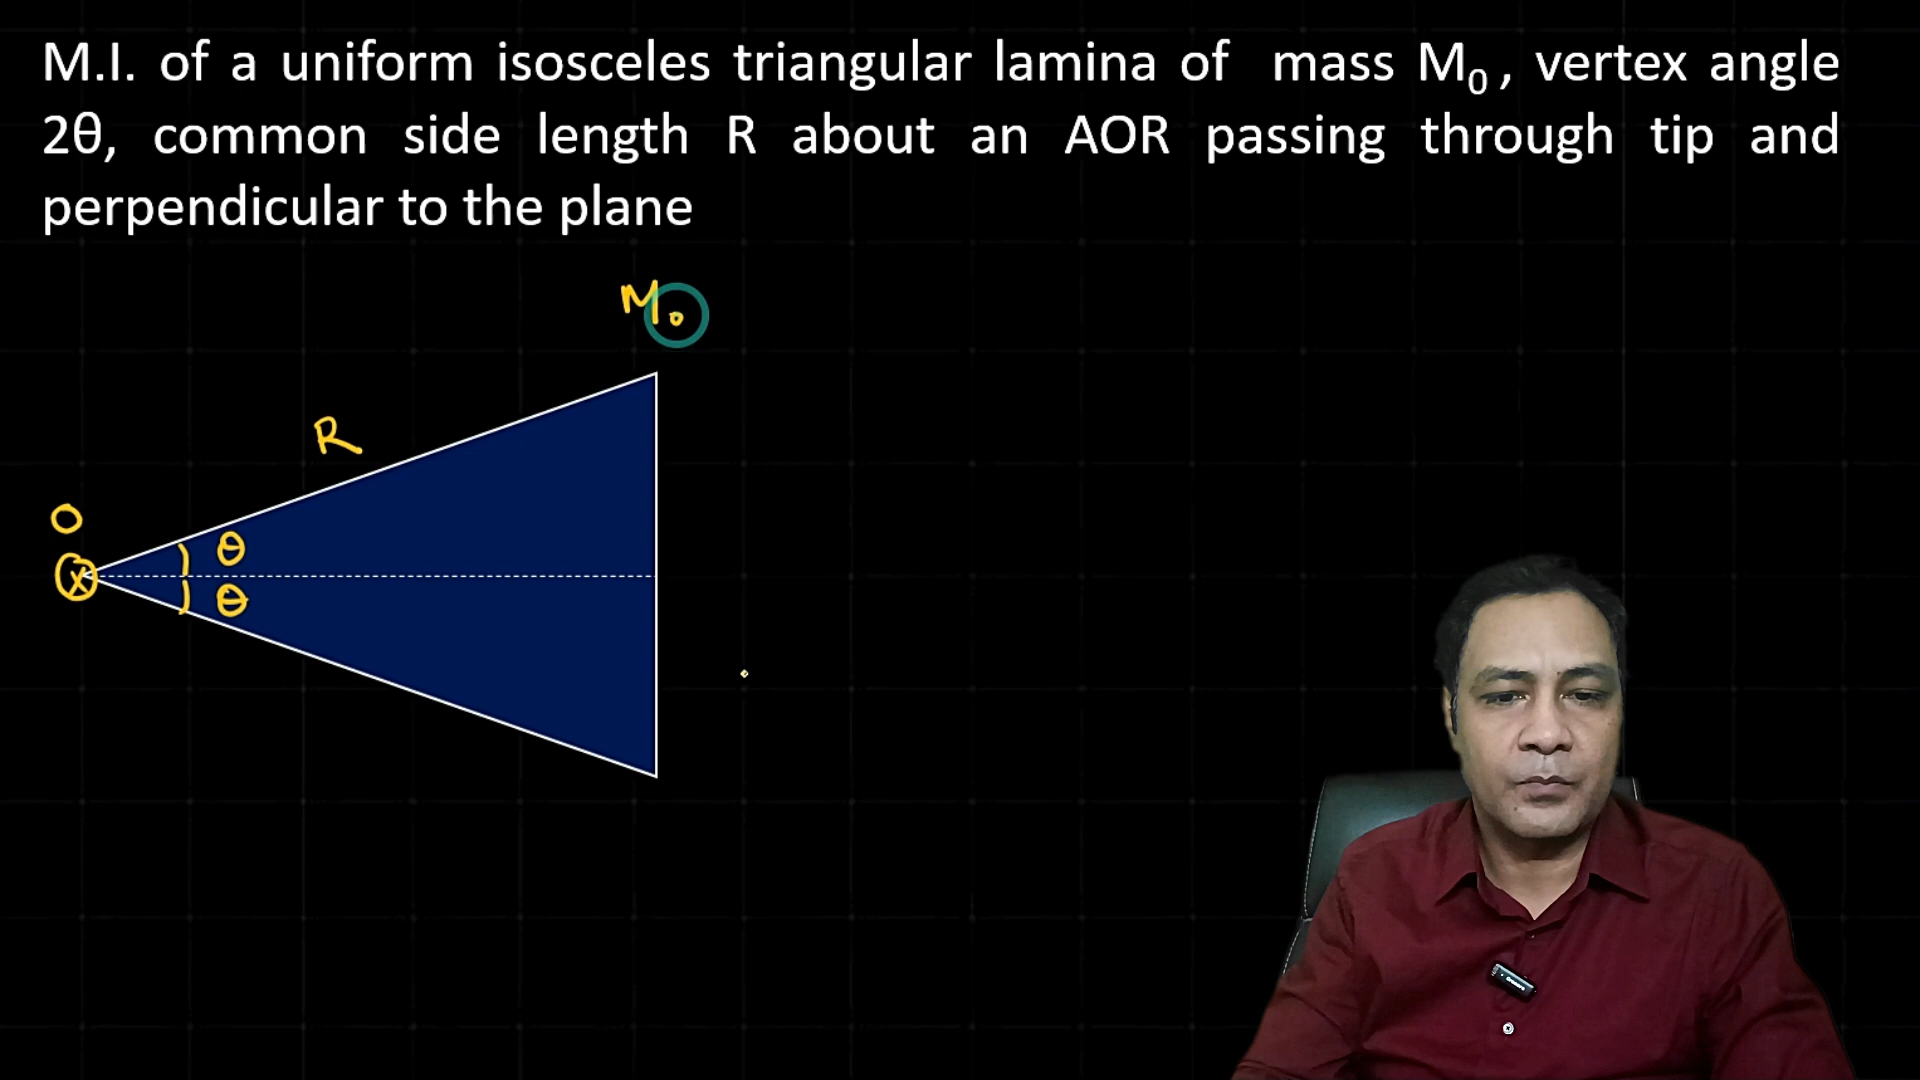 M.I. of a uniform isosceles triangular lamina of mass M₀, vertex angle
2θ, common side length R about an AOR passing through tip and
perpendicular to the plane
M₀
R
O
θ
θ